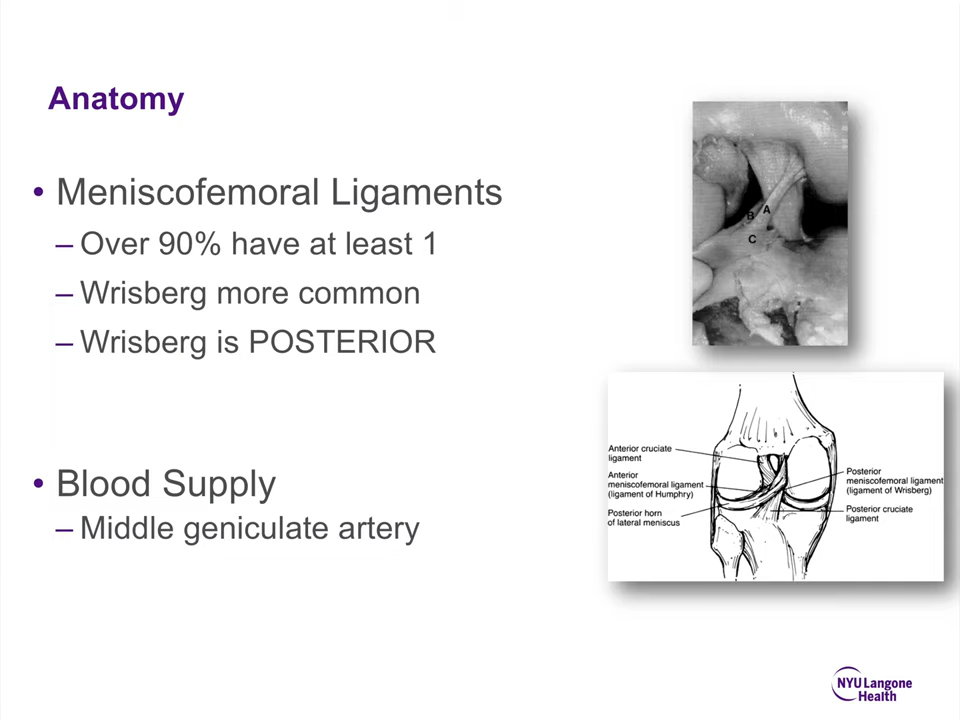 Anatomy
• Meniscofemoral Ligaments
– Over 90% have at least 1
– Wrisberg more common
– Wrisberg is POSTERIOR
• Blood Supply
– Middle geniculate artery
A
B
C
Anterior cruciate
ligament
Anterior
meniscofemoral ligament
(ligament of Humphry)
Posterior horn
of lateral meniscus
Posterior
meniscofemoral ligament
(ligament of Wrisberg)
Posterior cruciate
ligament
NYU Langone
Health